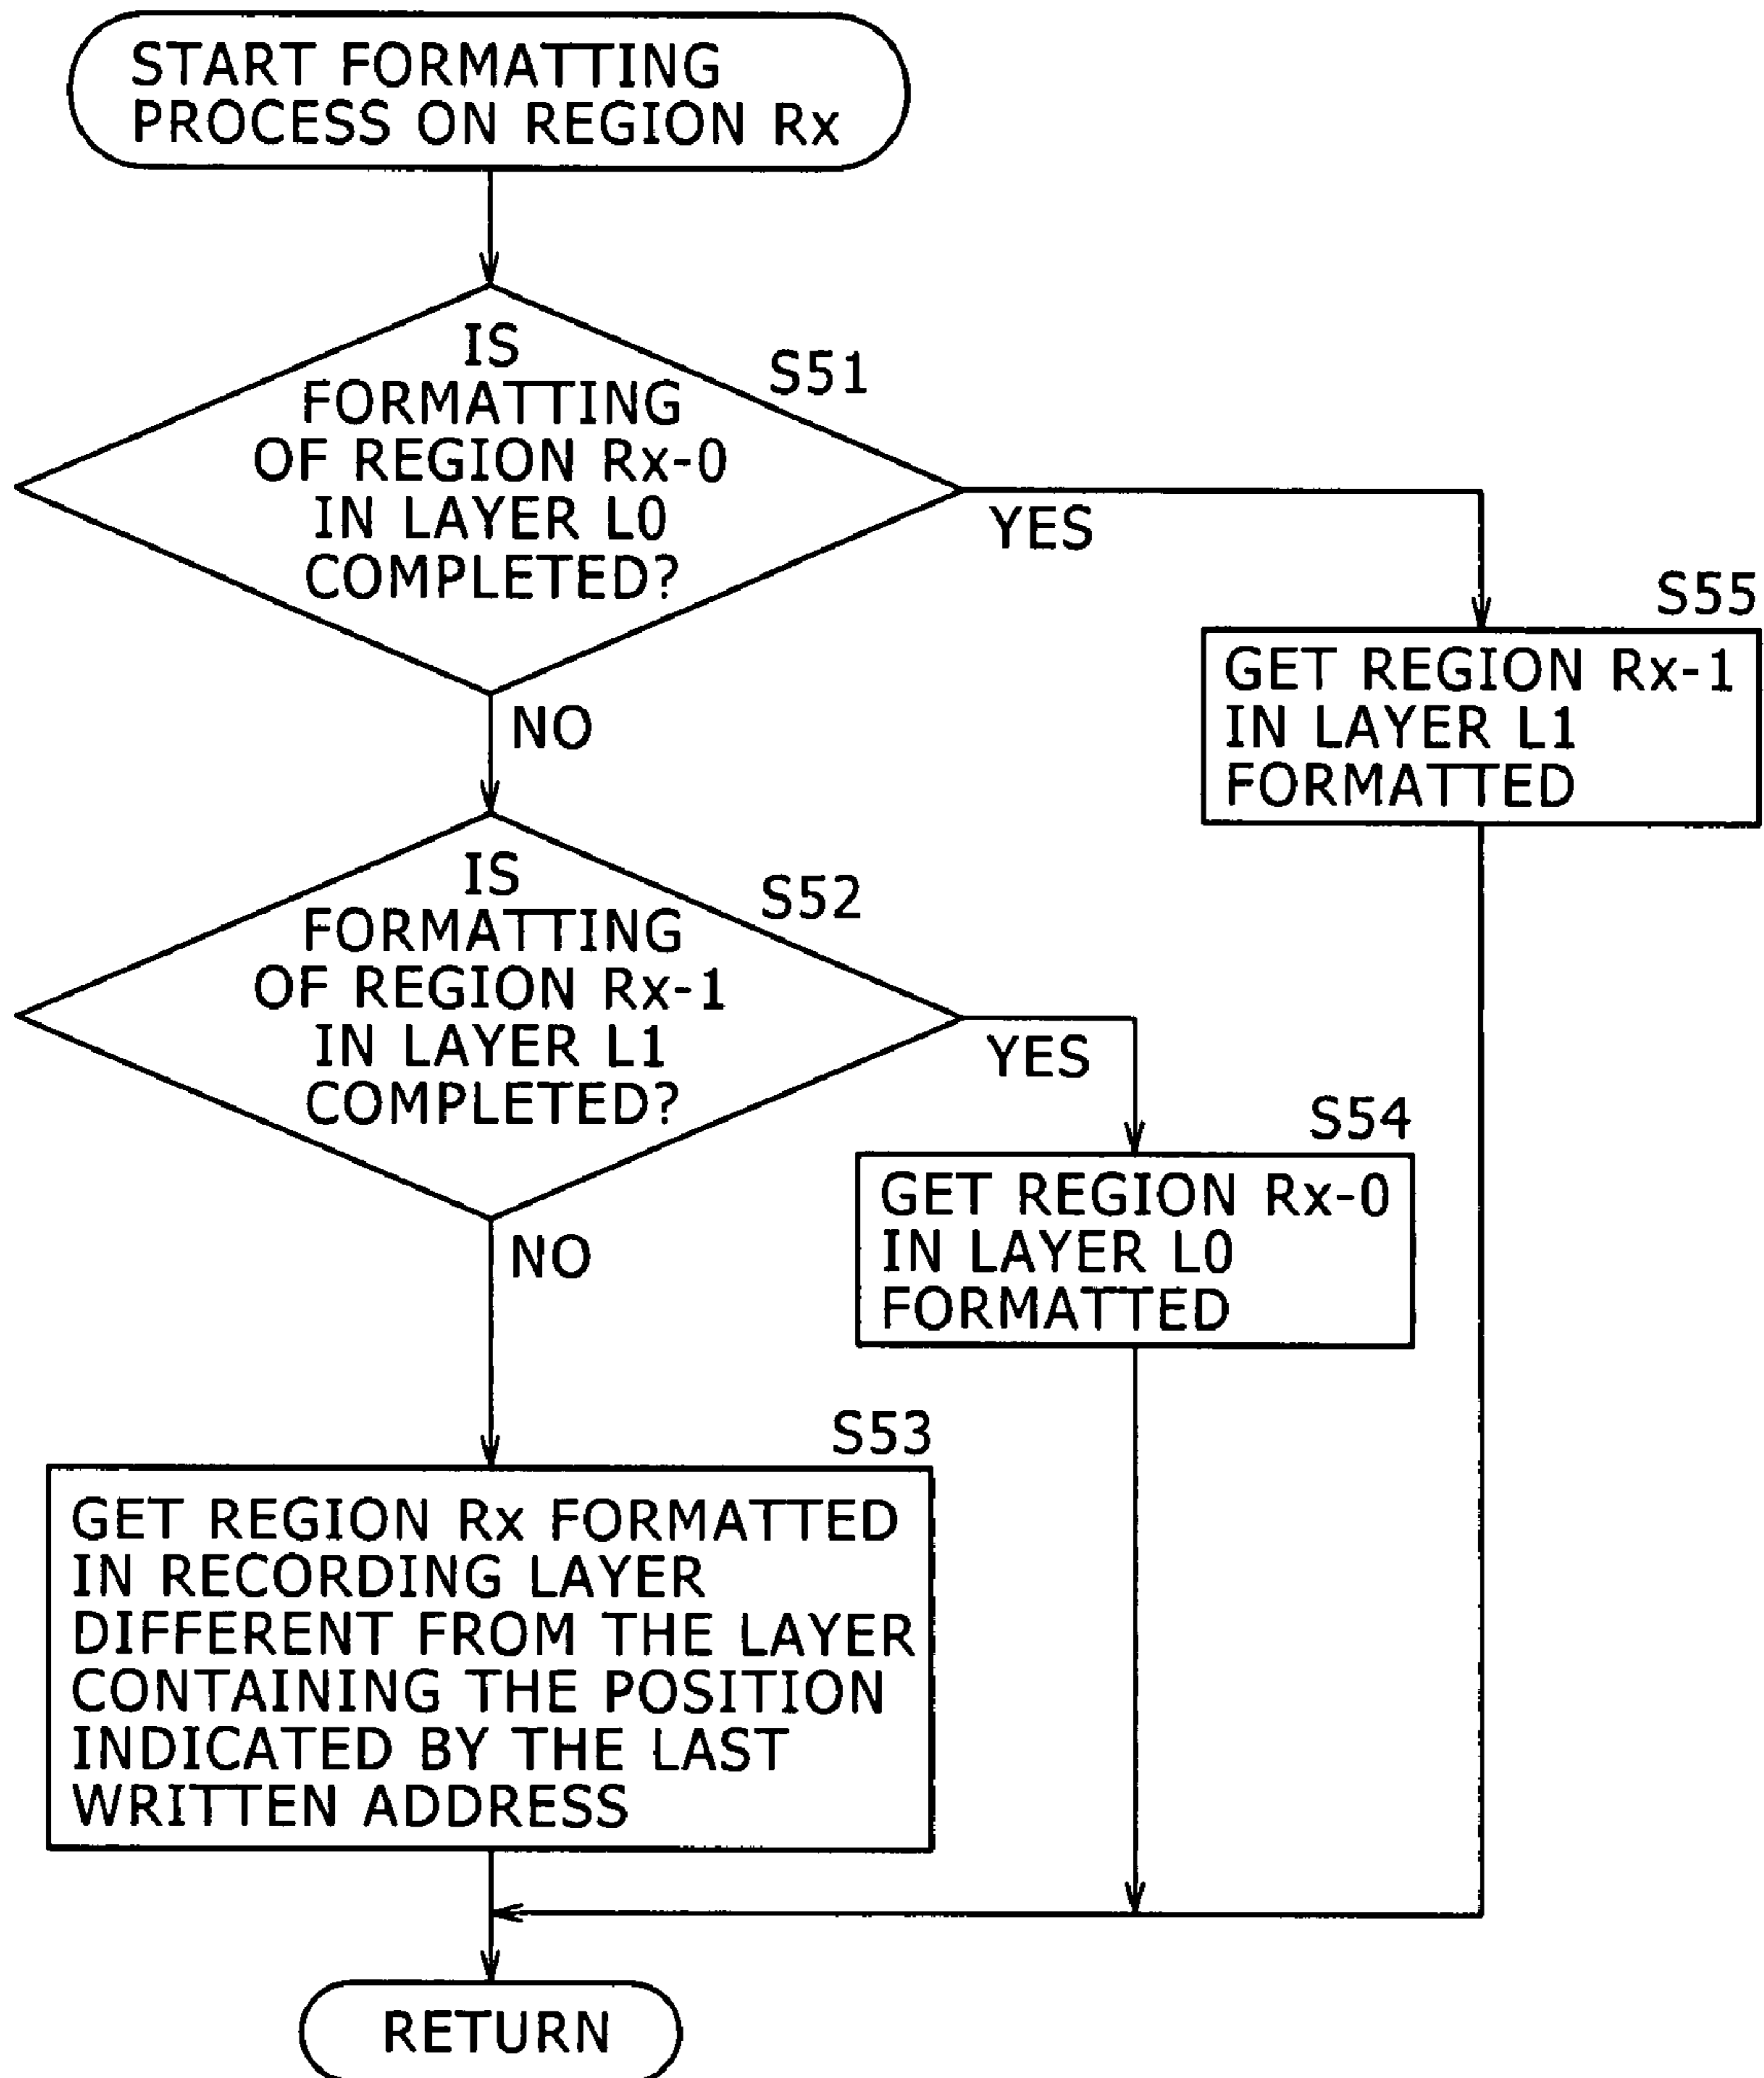 START FORMATTING
PROCESS ON REGION Rx
IS
FORMATTING
OF REGION Rx-0
IN LAYER L0
COMPLETED?
S51
YES
NO
S55
GET REGION Rx-1
IN LAYER L1
FORMATTED
IS
FORMATTING
OF REGION Rx-1
IN LAYER L1
COMPLETED?
S52
YES
NO
S54
GET REGION Rx-0
IN LAYER L0
FORMATTED
S53
GET REGION Rx FORMATTED
IN RECORDING LAYER
DIFFERENT FROM THE LAYER
CONTAINING THE POSITION
INDICATED BY THE LAST
WRITTEN ADDRESS
RETURN